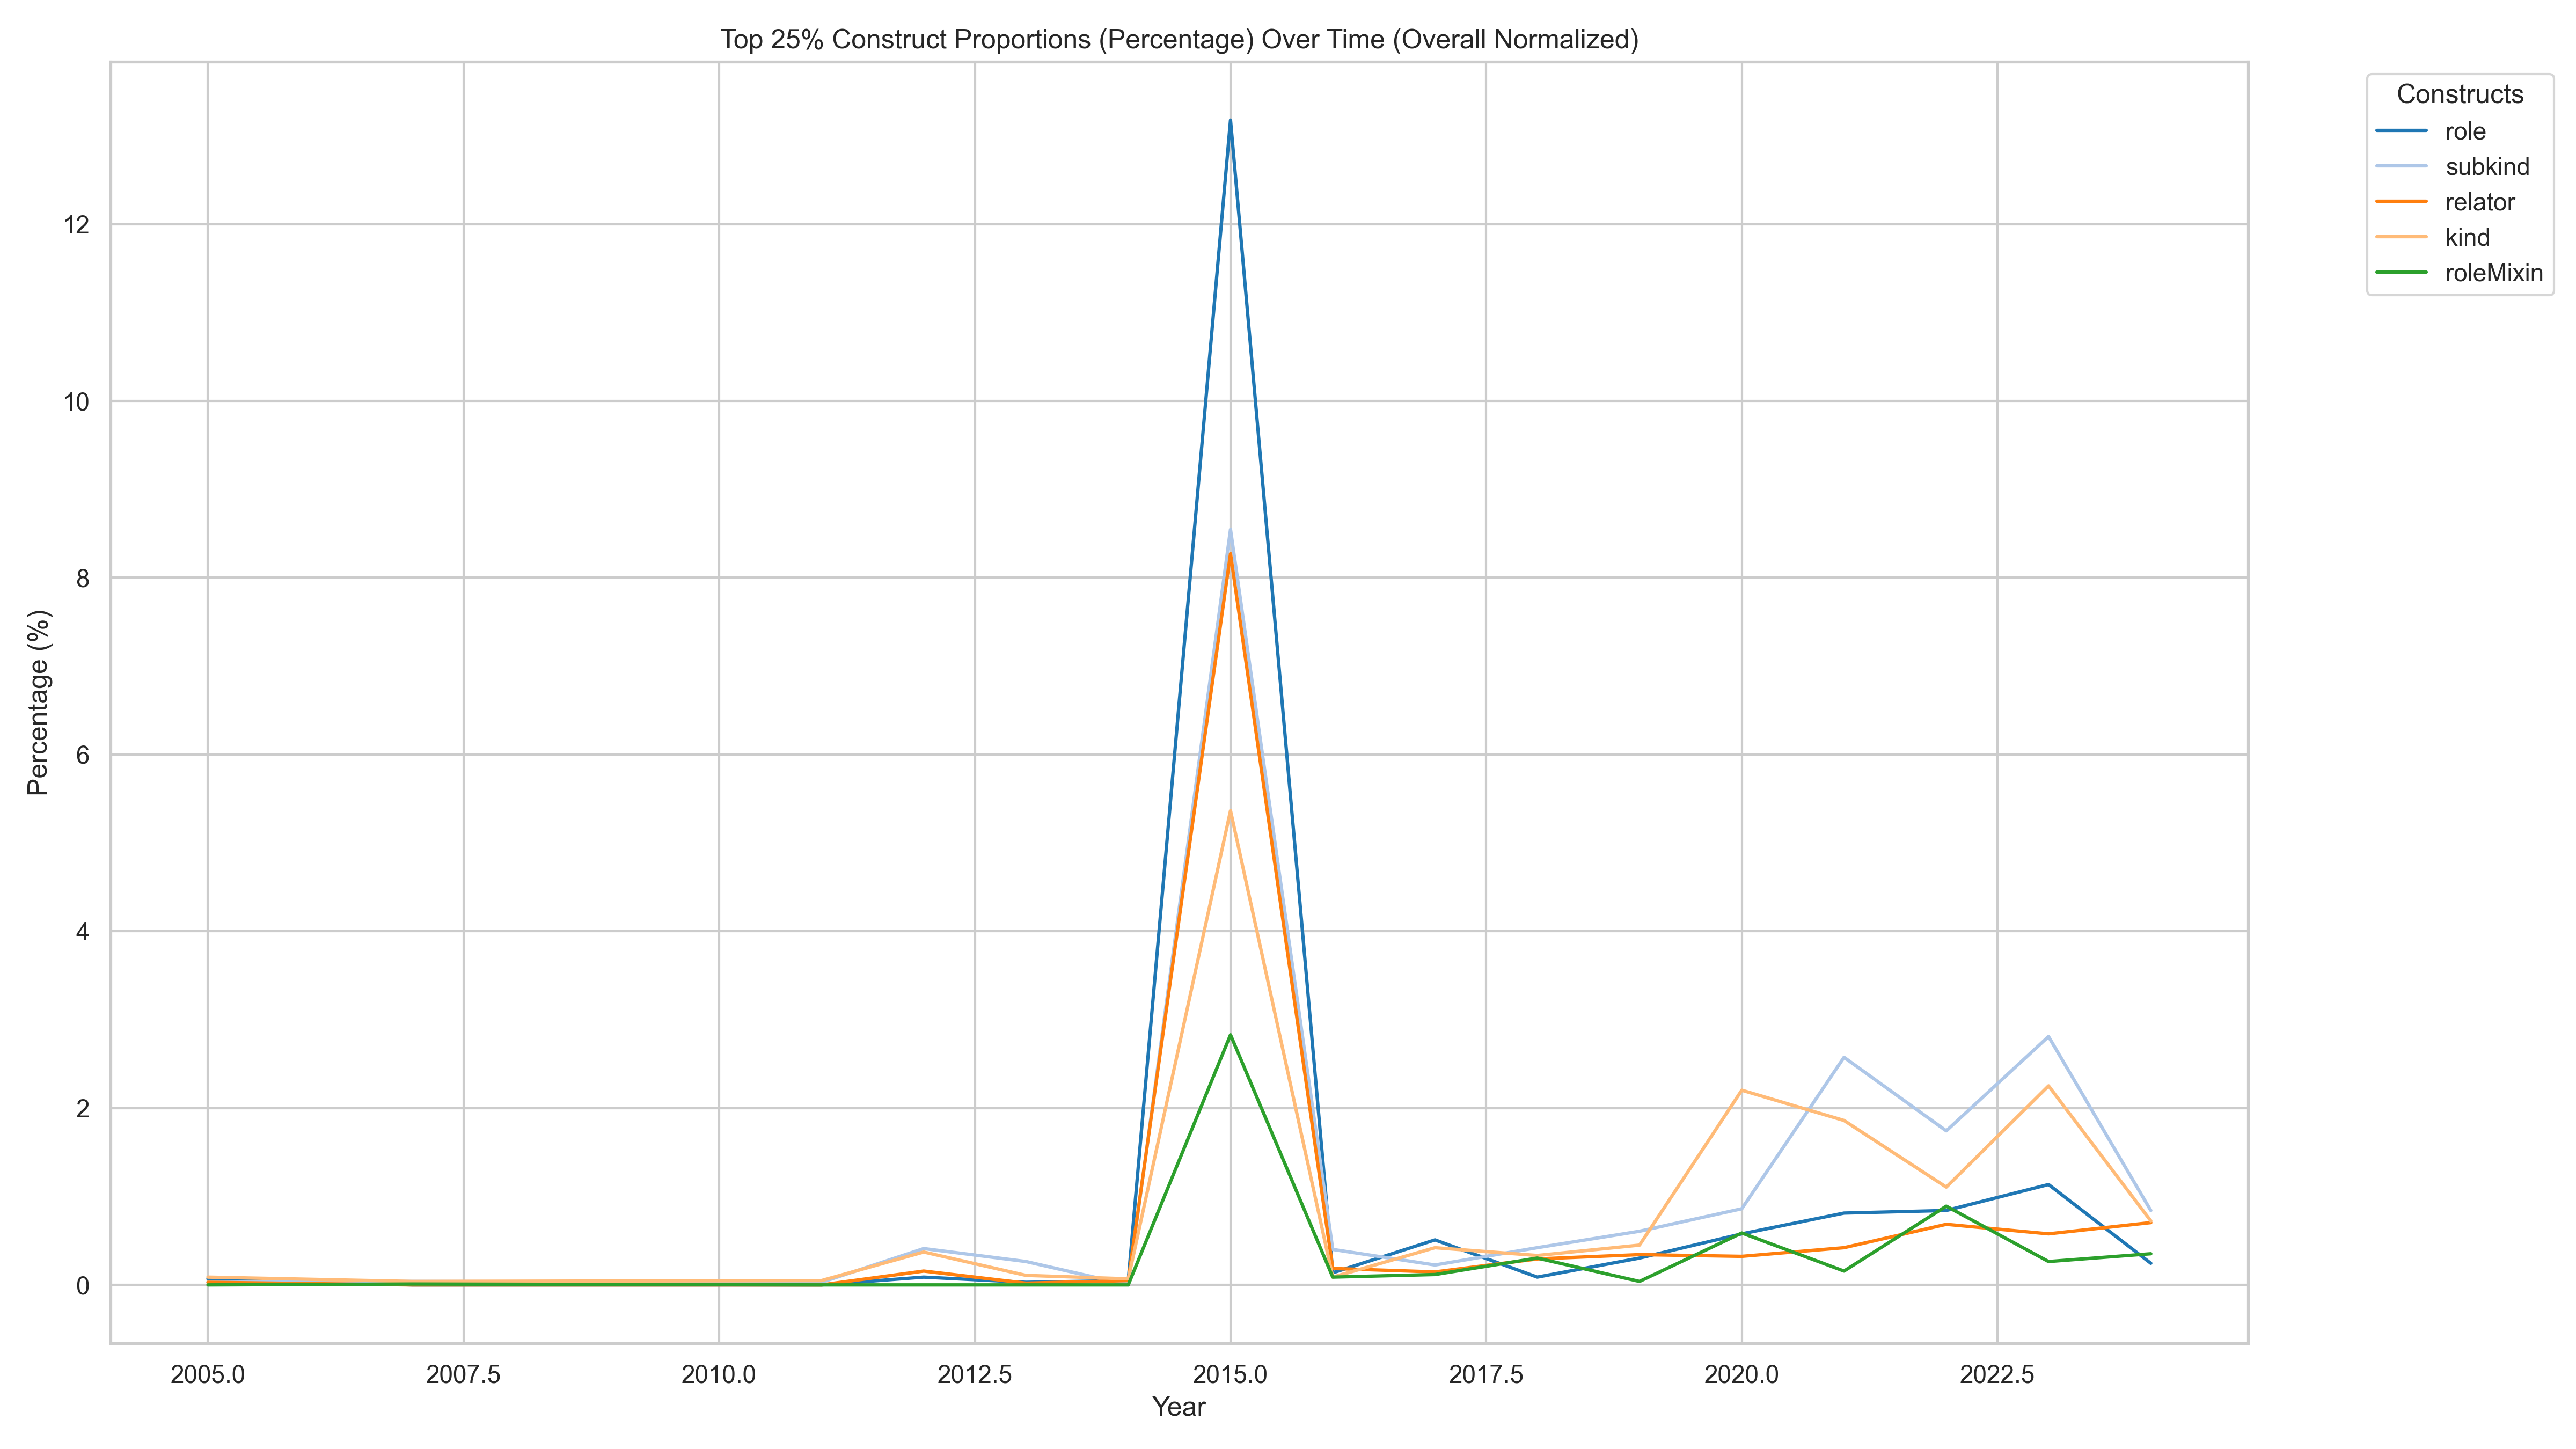 Top 25% Construct Proportions (Percentage) Over Time (Overall Normalized)
Constructs
role
subkind
relator
kind
roleMixin
Percentage (%)
12
10
8
6
4
2
0
2005.0 2007.5 2010.0 2012.5 2015.0 2017.5 2020.0 2022.5
Year